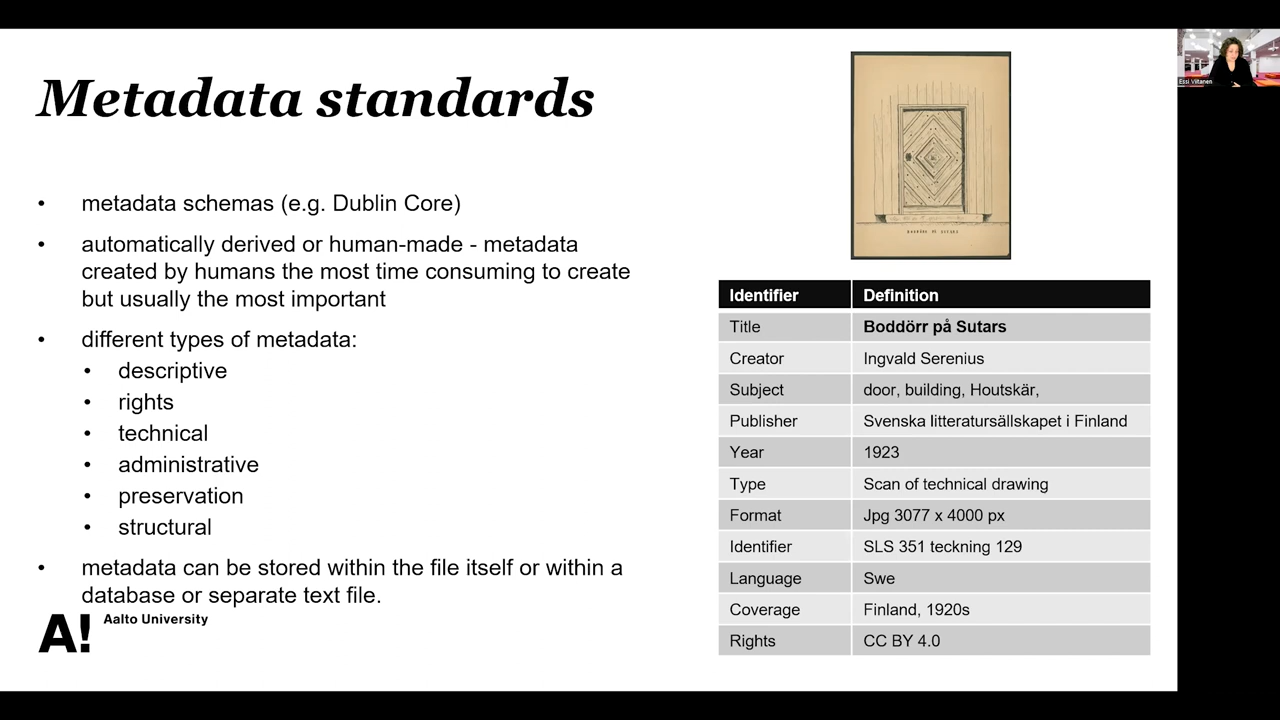 Metadata standards
• metadata schemas (e.g. Dublin Core)
• automatically derived or human-made - metadata
created by humans the most time consuming to create
but usually the most important
• different types of metadata:
• descriptive
• rights
• technical
• administrative
• preservation
• structural
• metadata can be stored within the file itself or within a
database or separate text file.
A! Aalto University
BODDÖRR PÅ SUTARS
Identifier Definition
Title Boddörr på Sutars
Creator Ingvald Serenius
Subject door, building, Houtskär,
Publisher Svenska litteratursällskapet i Finland
Year 1923
Type Scan of technical drawing
Format Jpg 3077 x 4000 px
Identifier SLS 351 teckning 129
Language Swe
Coverage Finland, 1920s
Rights CC BY 4.0
Essi Viitanen